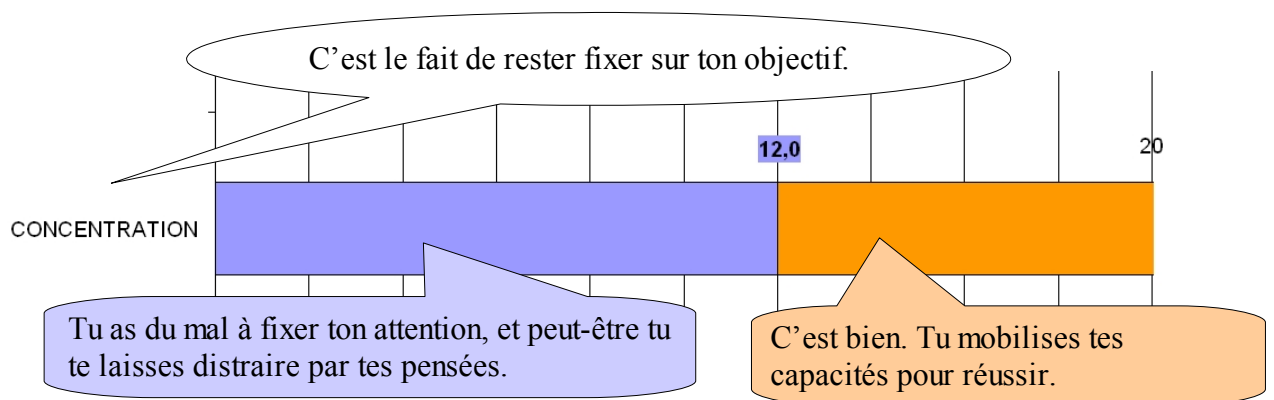 C’est le fait de rester fixer sur ton objectif.
12,0
20
CONCENTRATION
Tu as du mal à fixer ton attention, et peut-être tu
te laisses distraire par tes pensées.
C’est bien. Tu mobilises tes
capacités pour réussir.